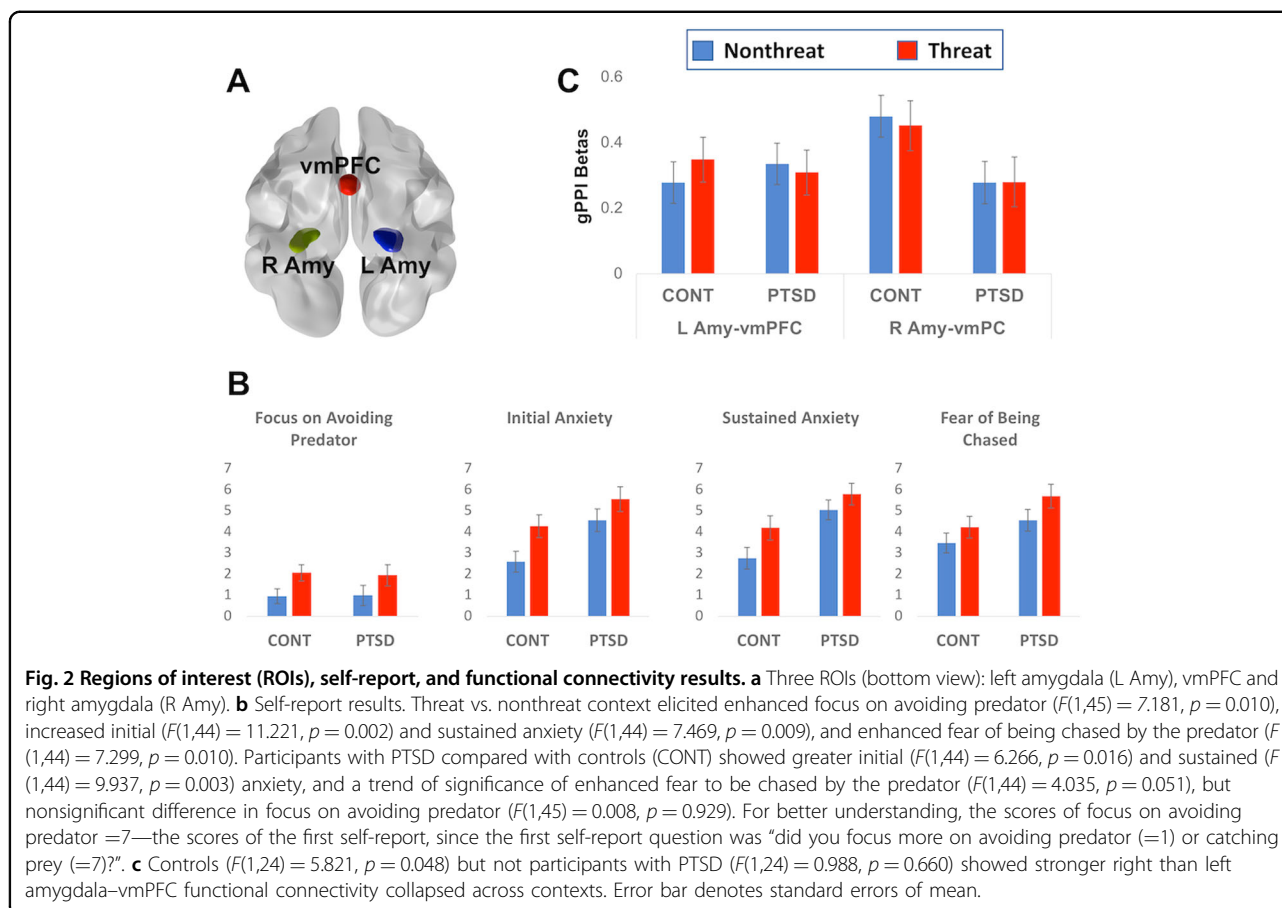 Nonthreat Threat
A
vmPFC
R Amy L Amy
C
gPPI Betas
0.6
0.4
0.2
0
CONT PTSD CONT PTSD
L Amy-vmPFC R Amy-vmPC
B
Focus on Avoiding
Predator
7
6
5
4
3
2
1
0
CONT PTSD
Initial Anxiety
7
6
5
4
3
2
1
0
CONT PTSD
Sustained Anxiety
7
6
5
4
3
2
1
0
CONT PTSD
Fear of Being
Chased
7
6
5
4
3
2
1
0
CONT PTSD
Fig. 2 Regions of interest (ROIs), self-report, and functional connectivity results. a Three ROIs (bottom view): left amygdala (L Amy), vmPFC and
right amygdala (R Amy). b Self-report results. Threat vs. nonthreat context elicited enhanced focus on avoiding predator (F(1,45) = 7.181, p = 0.010),
increased initial (F(1,44) = 11.221, p = 0.002) and sustained anxiety (F(1,44) = 7.469, p = 0.009), and enhanced fear of being chased by the predator (F
(1,44) = 7.299, p = 0.010). Participants with PTSD compared with controls (CONT) showed greater initial (F(1,44) = 6.266, p = 0.016) and sustained (F
(1,44) = 9.937, p = 0.003) anxiety, and a trend of significance of enhanced fear to be chased by the predator (F(1,44) = 4.035, p = 0.051), but
nonsignificant difference in focus on avoiding predator (F(1,45) = 0.008, p = 0.929). For better understanding, the scores of focus on avoiding
predator =7—the scores of the first self-report, since the first self-report question was “did you focus more on avoiding predator (=1) or catching
prey (=7)?”. c Controls (F(1,24) = 5.821, p = 0.048) but not participants with PTSD (F(1,24) = 0.988, p = 0.660) showed stronger right than left
amygdala–vmPFC functional connectivity collapsed across contexts. Error bar denotes standard errors of mean.